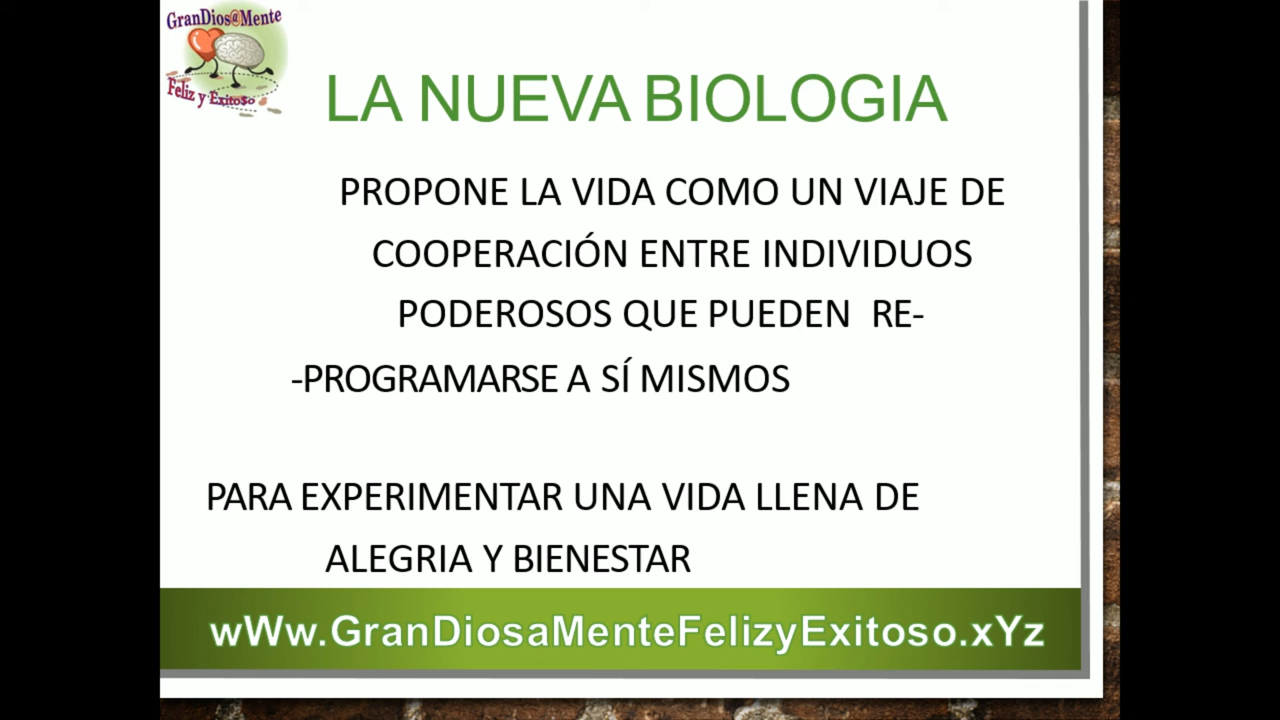 GranDios@Mente
Feliz y Exitoso
LA NUEVA BIOLOGIA
PROPONE LA VIDA COMO UN VIAJE DE
COOPERACIÓN ENTRE INDIVIDUOS
PODEROSOS QUE PUEDEN RE-
-PROGRAMARSE A SÍ MISMOS
PARA EXPERIMENTAR UNA VIDA LLENA DE
ALEGRIA Y BIENESTAR
wWw.GranDiosaMenteFelizyExitoso.xYz